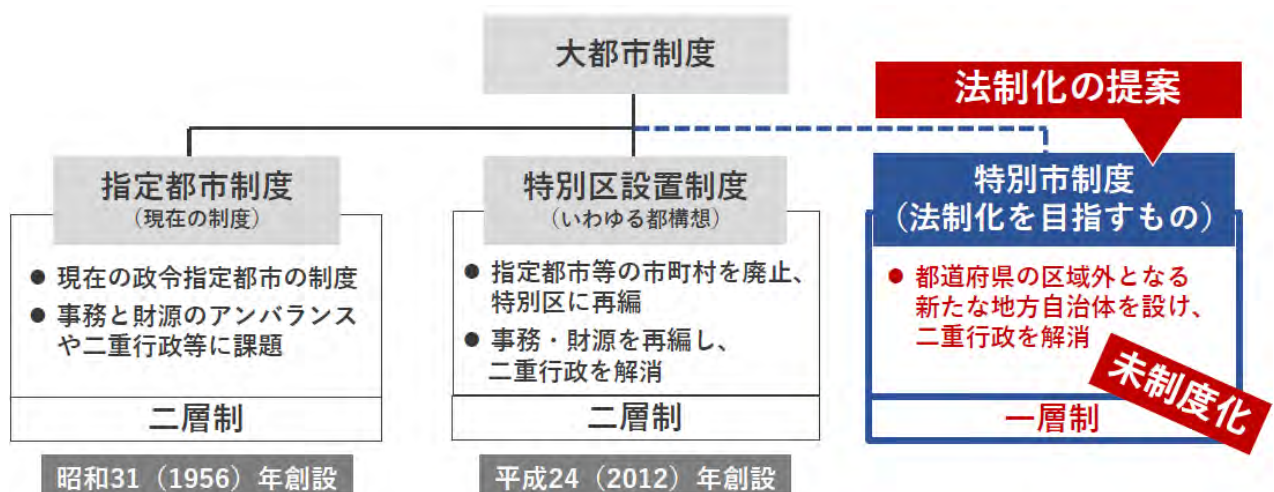 大都市制度
法制化の提案
指定都市制度
（現在の制度）
● 現在の政令指定都市の制度
● 事務と財源のアンバランス
や二重行政等に課題
二層制
昭和31（1956）年創設
特別区設置制度
（いわゆる都構想）
● 指定都市等の市町村を廃止、
特別区に再編
● 事務・財源を再編し、
二重行政を解消
二層制
平成24（2012）年創設
特別市制度
（法制化を目指すもの）
● 都道府県の区域外となる
新たな地方自治体を設け、
二重行政を解消
未制度化
一層制